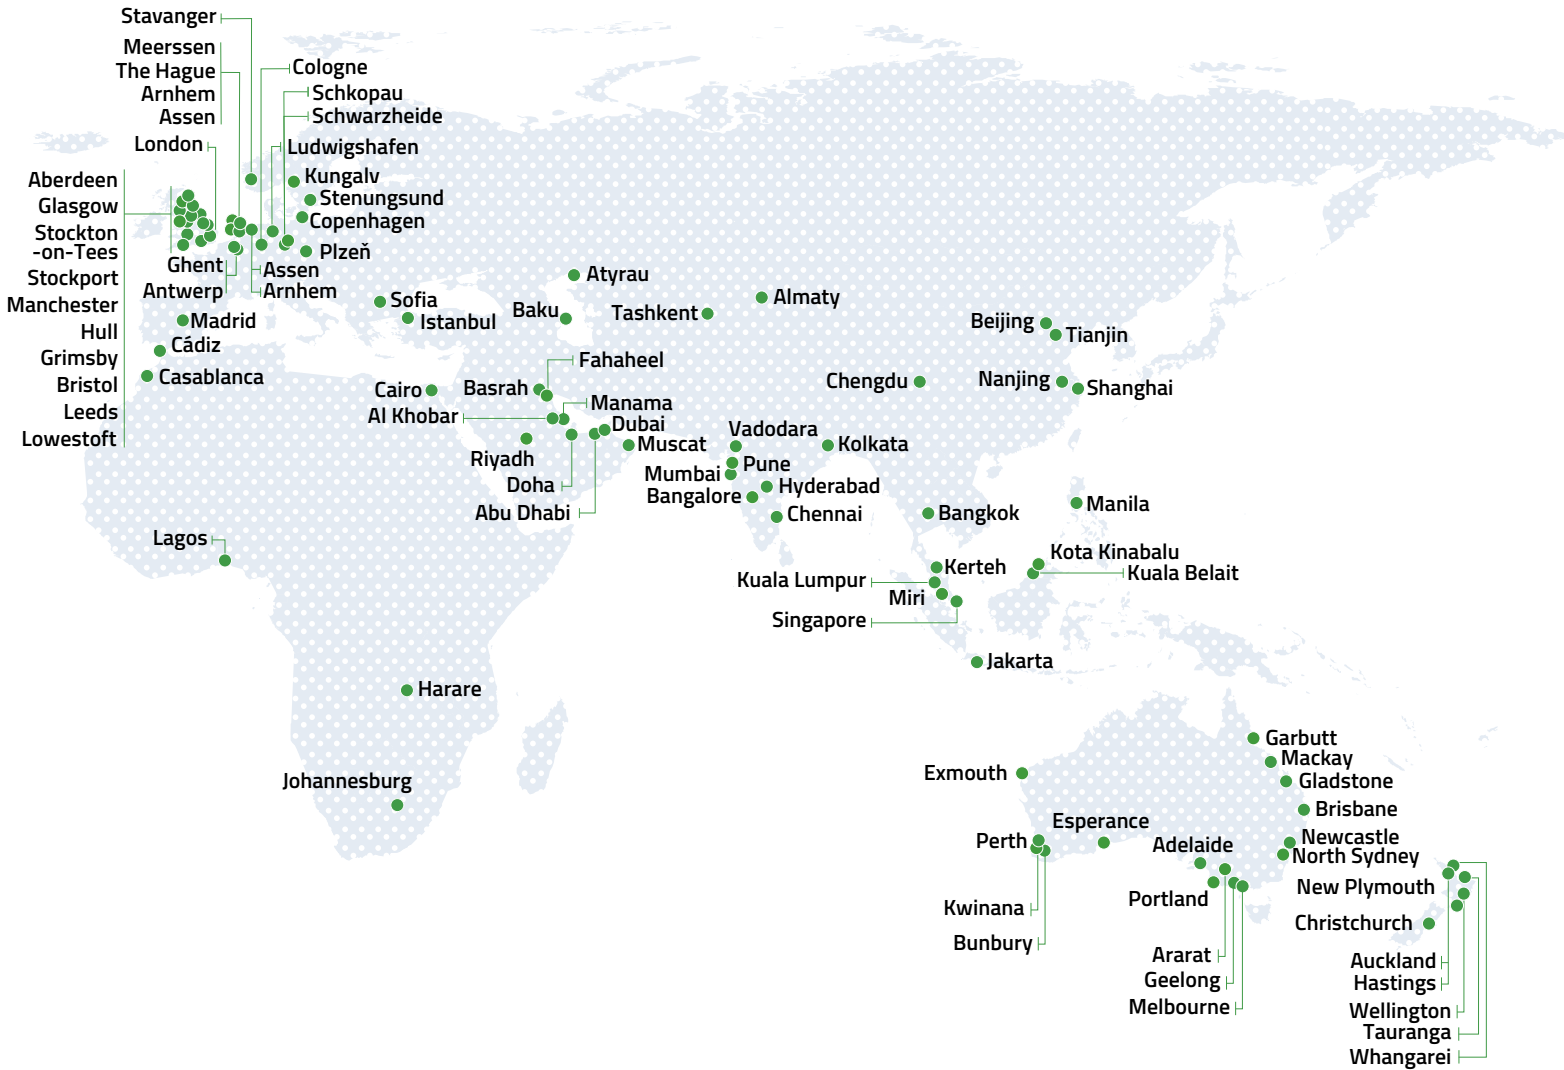 Stavanger
Meerssen
The Hague
Arnhem
Assen
London
Cologne
Schkopau
Schwarzheide
Ludwigshafen
Kungalv
Stenungsund
Copenhagen
Plzeň
Aberdeen
Glasgow
Stockton
-on-Tees
Stockport
Manchester
Hull
Grimsby
Bristol
Leeds
Lowestoft
Ghent
Antwerp
Assen
Arnhem
Madrid
Cádiz
Casablanca
Sofia
Istanbul
Atyrau
Baku
Tashkent
Almaty
Beijing
Tianjin
Fahaheel
Cairo
Basrah
Al Khobar
Manama
Dubai
Muscat
Riyadh
Doha
Abu Dhabi
Chengdu
Nanjing
Shanghai
Vadodara
Kolkata
Pune
Mumbai
Hyderabad
Bangalore
Chennai
Bangkok
Manila
Lagos
Kota Kinabalu
Kerteh
Kuala Belait
Kuala Lumpur
Miri
Singapore
Jakarta
Harare
Johannesburg
Garbutt
Mackay
Exmouth
Gladstone
Brisbane
Esperance
Perth
Adelaide
Newcastle
North Sydney
Portland
New Plymouth
Kwinana
Christchurch
Bunbury
Ararat
Geelong
Melbourne
Auckland
Hastings
Wellington
Tauranga
Whangarei